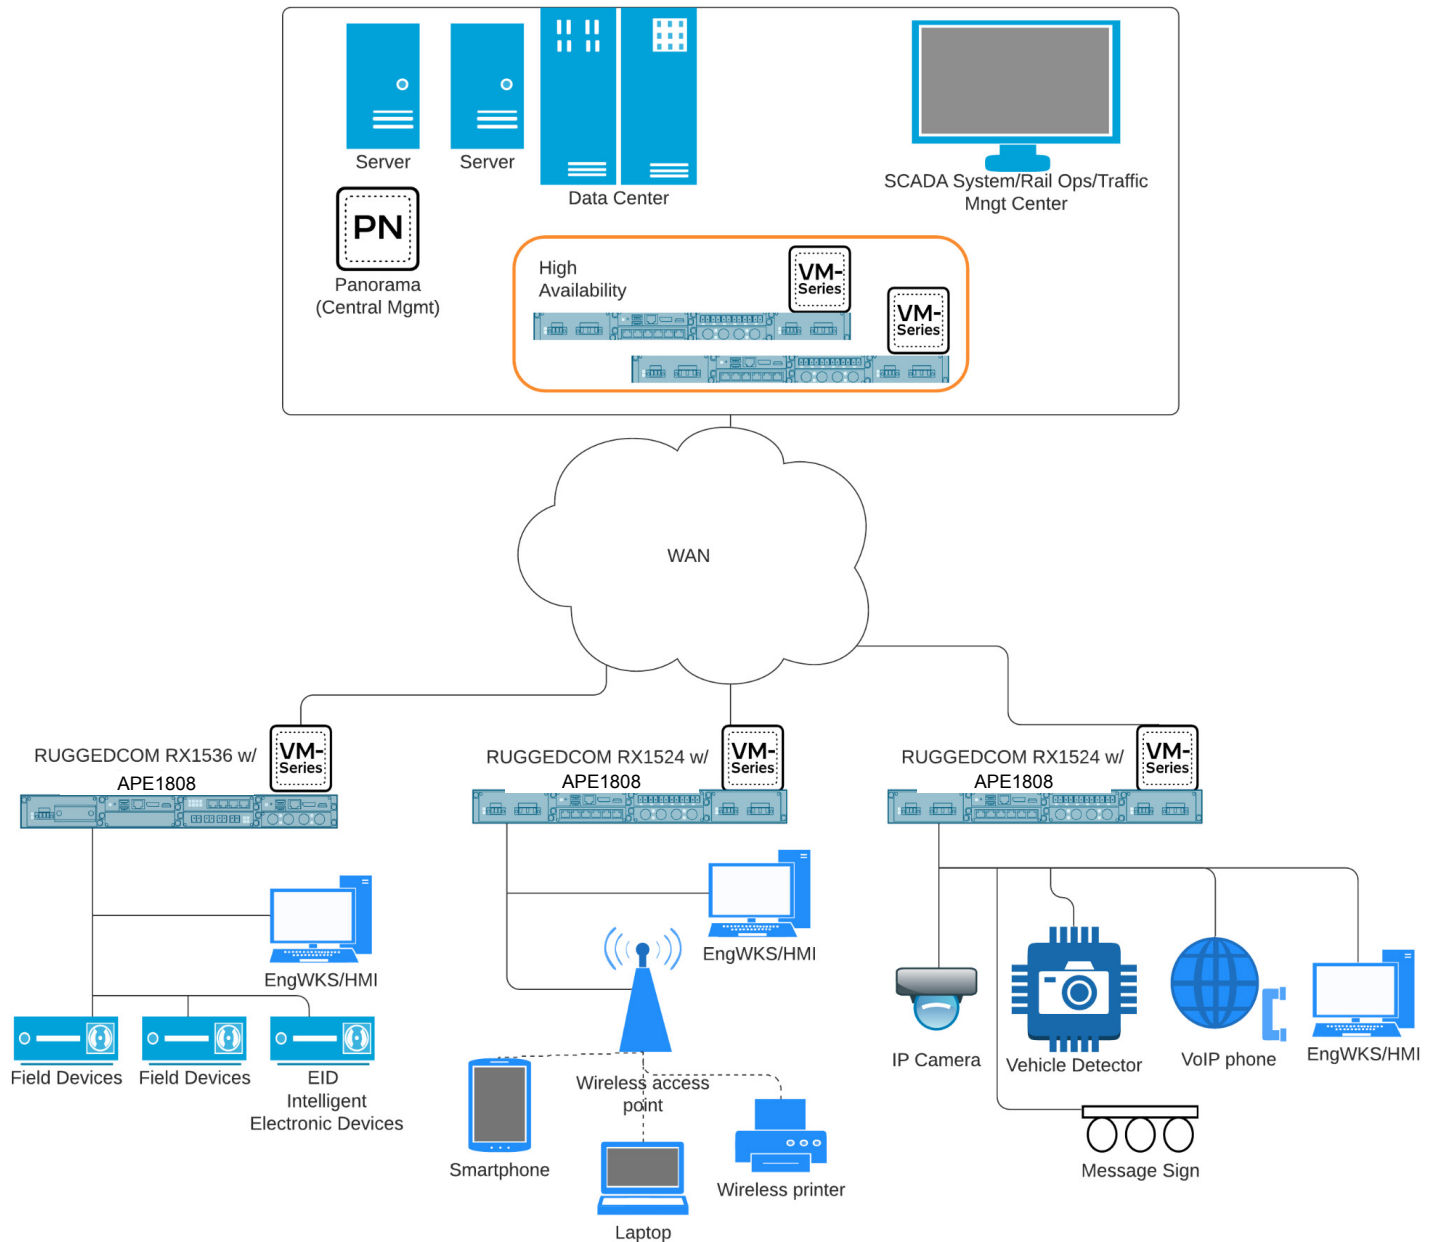 Server
Server
Data Center
SCADA System/Rail Ops/Traffic
Mngt Center
PN
Panorama
(Central Mgmt)
High
Availability
VM-
Series
VM-
Series
WAN
RUGGEDCOM RX1536 w/
APE1808
VM-
Series
RUGGEDCOM RX1524 w/
APE1808
VM-
Series
RUGGEDCOM RX1524 w/
APE1808
VM-
Series
EngWKS/HMI
Field Devices
Field Devices
EID
Intelligent
Electronic Devices
EngWKS/HMI
Wireless access
point
Smartphone
Laptop
Wireless printer
IP Camera
Vehicle Detector
VoIP phone
EngWKS/HMI
Message Sign